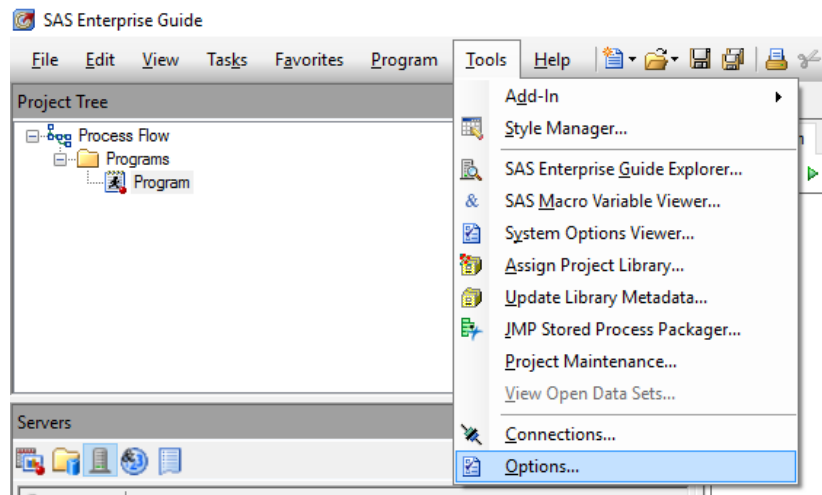 SAS Enterprise Guide
File Edit View Tasks Favorites Program Tools Help
Project Tree
Process Flow
Programs
Program
Add-In
Style Manager...
SAS Enterprise Guide Explorer...
SAS Macro Variable Viewer...
System Options Viewer...
Assign Project Library...
Update Library Metadata...
JMP Stored Process Packager...
Project Maintenance...
View Open Data Sets...
Connections...
Options...
Servers